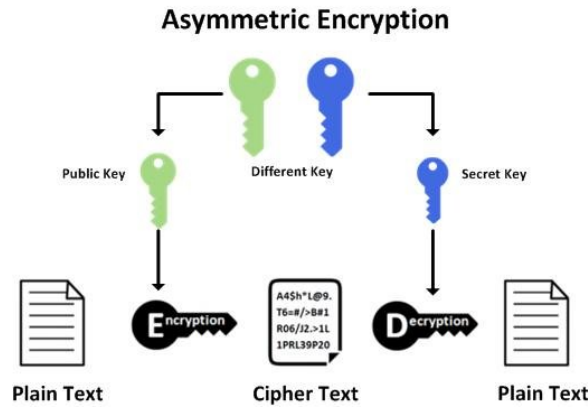 Asymmetric Encryption
Public Key
Different Key
Secret Key
Encryption
A4$h*L@9.
T6=#/>B#1
R06/J2.>1L
1PRL39P20
Decryption
Plain Text
Cipher Text
Plain Text